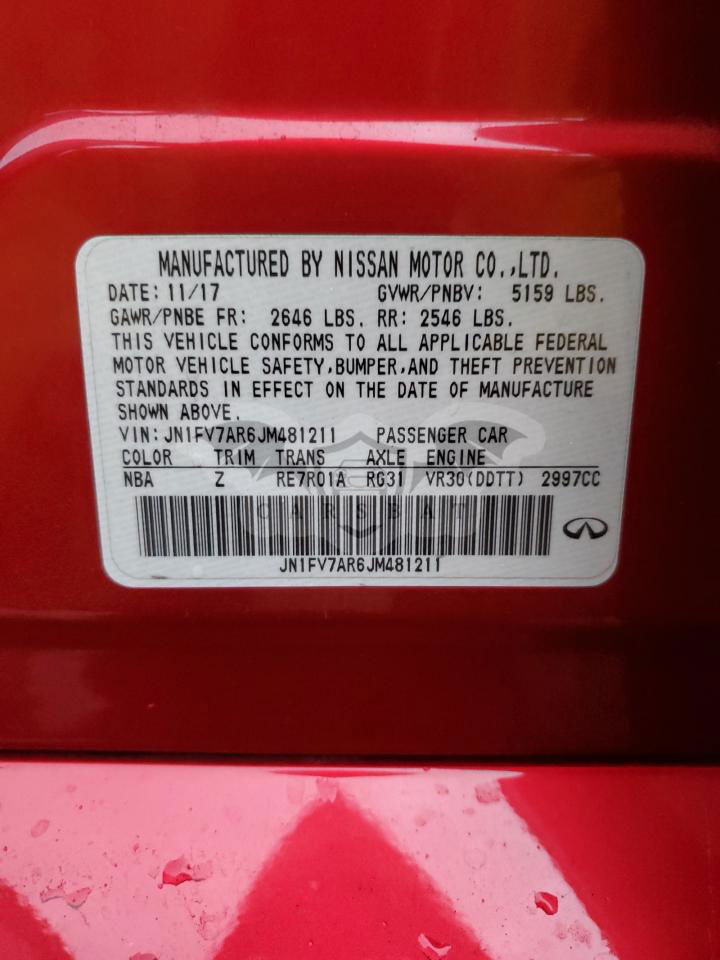 MANUFACTURED BY NISSAN MOTOR CO.,LTD.
DATE: 11/17 GVWR/PNBV: 5159 LBS.
GAWR/PNBE FR: 2646 LBS. RR: 2546 LBS.
THIS VEHICLE CONFORMS TO ALL APPLICABLE FEDERAL
MOTOR VEHICLE SAFETY,BUMPER,AND THEFT PREVENTION
STANDARDS IN EFFECT ON THE DATE OF MANUFACTURE
SHOWN ABOVE.
VIN: JN1FV7AR6JM481211 PASSENGER CAR
COLOR TRIM TRANS AXLE ENGINE
NBA Z RE7R01A RG31 VR30(DDTT) 2997CC
CARSBAT
JN1FV7AR6JM481211